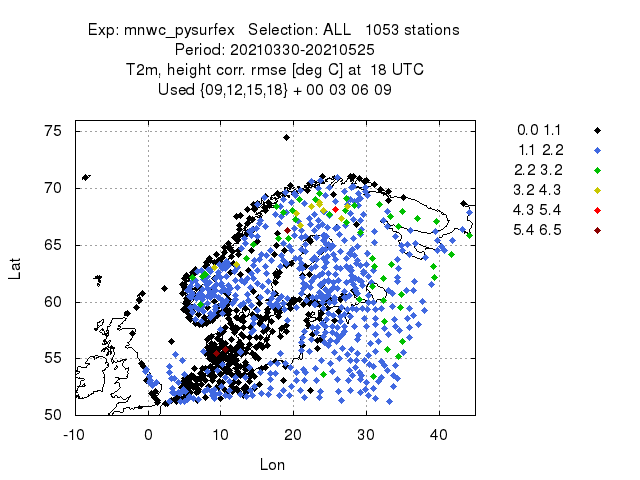 Exp: mnwc_pysurfex   Selection: ALL   1053 stations
Period: 20210330-20210525
T2m, height corr. rmse [deg C] at  18 UTC
Used {09,12,15,18} + 00 03 06 09
75
70
65
60
55
50
Lat
-10 0 10 20 30 40
Lon
0.0 1.1
1.1 2.2
2.2 3.2
3.2 4.3
4.3 5.4
5.4 6.5